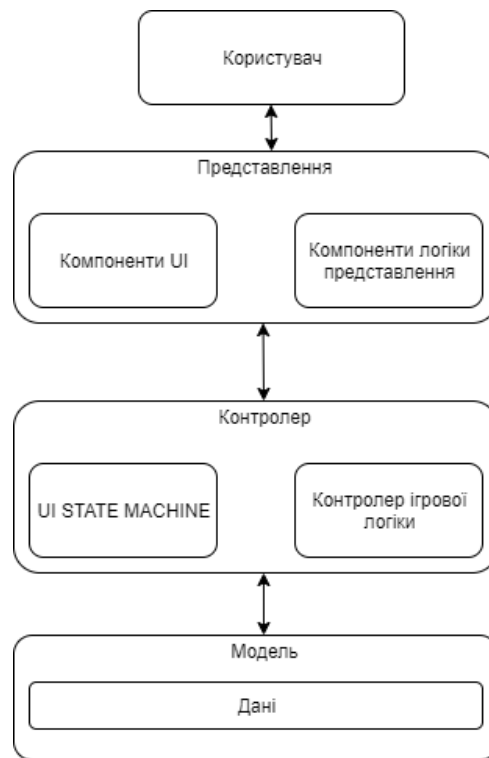 Користувач
Представлення
Компоненти UI
Компоненти логіки
представлення
Контролер
UI STATE MACHINE
Контролер ігрової
логіки
Модель
Дані